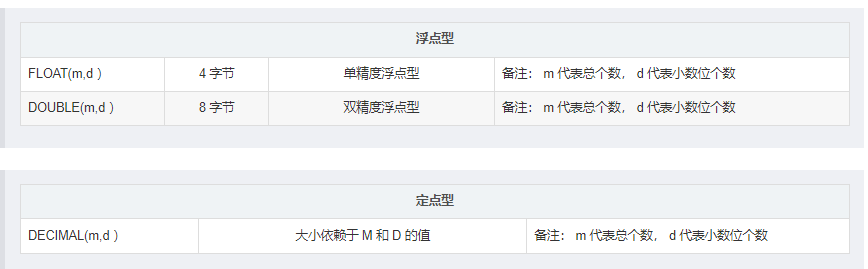 浮点型
FLOAT(m,d ) 4 字节 单精度浮点型 备注： m 代表总个数， d 代表小数位个数
DOUBLE(m,d ) 8 字节 双精度浮点型 备注： m 代表总个数， d 代表小数位个数
定点型
DECIMAL(m,d ) 大小依赖于 M 和 D 的值 备注： m 代表总个数， d 代表小数位个数